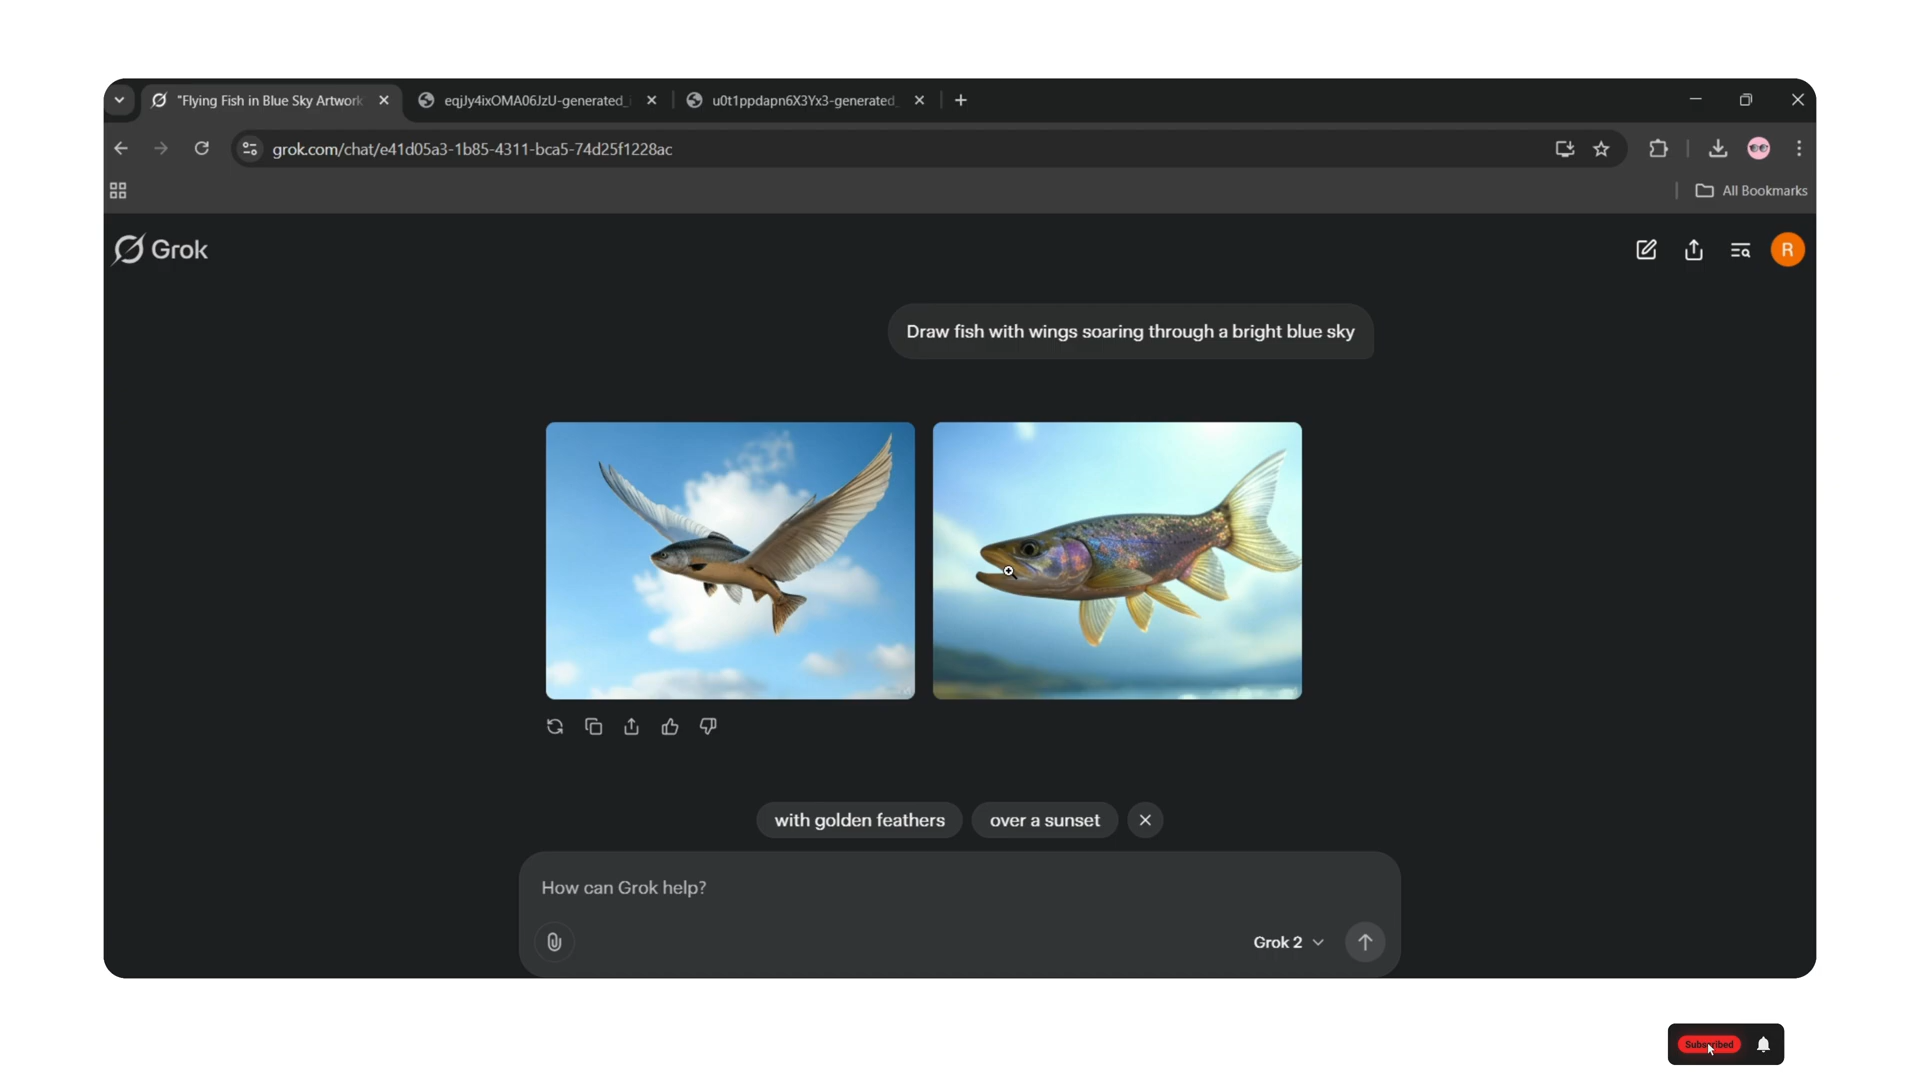 "Flying Fish in Blue Sky Artwork
eqjJy4ixOMA06JzU-generated_
u0t1ppdapn6X3Yx3-generated_
grok.com/chat/e41d05a3-1b85-4311-bca5-74d25f1228ac
All Bookmarks
Grok
R
Draw fish with wings soaring through a bright blue sky
with golden feathers
over a sunset
How can Grok help?
Grok 2
Subscribed